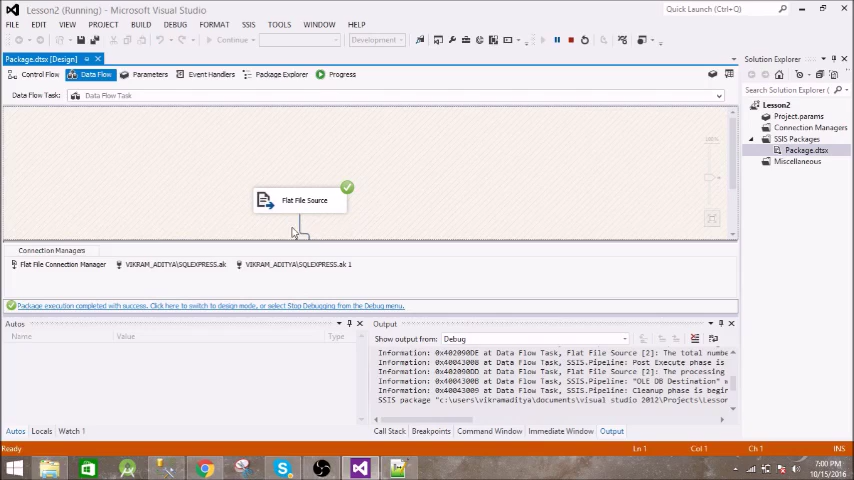 Lesson2 (Running) - Microsoft Visual Studio
Quick Launch (Ctrl+Q)
FILE EDIT VIEW PROJECT BUILD DEBUG FORMAT SSIS TOOLS WINDOW HELP
Continue Development
Package.dtsx [Design]
Solution Explorer
Control Flow Data Flow Parameters Event Handlers Package Explorer Progress
Data Flow Task: Data Flow Task
Search Solution Explorer
Lesson2
Project.params
Connection Managers
SSIS Packages
Package.dtsx
Miscellaneous
100%
Flat File Source
Connection Managers
Flat File Connection Manager VIKRAM_ADITYA\SQLEXPRESS.ak VIKRAM_ADITYA\SQLEXPRESS.ak 1
Package execution completed with success. Click here to switch to design mode, or select Stop Debugging from the Debug menu.
Autos
Name Value Type
Output
Show output from: Debug
Information: 0x402090DE at Data Flow Task, Flat File Source [2]: The total numbe
Information: 0x40043008 at Data Flow Task, SSIS.Pipeline: Post Execute phase is
Information: 0x402090DD at Data Flow Task, Flat File Source [2]: The processing
Information: 0x4004300B at Data Flow Task, SSIS.Pipeline: "OLE DB Destination" w
Information: 0x40043009 at Data Flow Task, SSIS.Pipeline: Cleanup phase is begin
SSIS package "c:\users\vikramaditya\documents\visual studio 2012\Projects\Lesson
Autos Locals Watch 1
Call Stack Breakpoints Command Window Immediate Window Output
Ready Ln 1 Col 1 Ch 1 INS
7:00 PM
10/15/2016